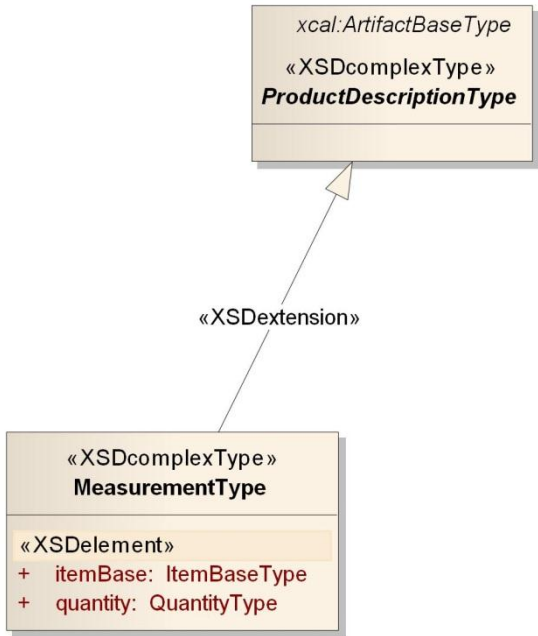 xcal:ArtifactBaseType
«XSDcomplexType»
ProductDescriptionType
«XSDextension»
«XSDcomplexType»
MeasurementType
«XSDelement»
+ itemBase: ItemBaseType
+ quantity: QuantityType